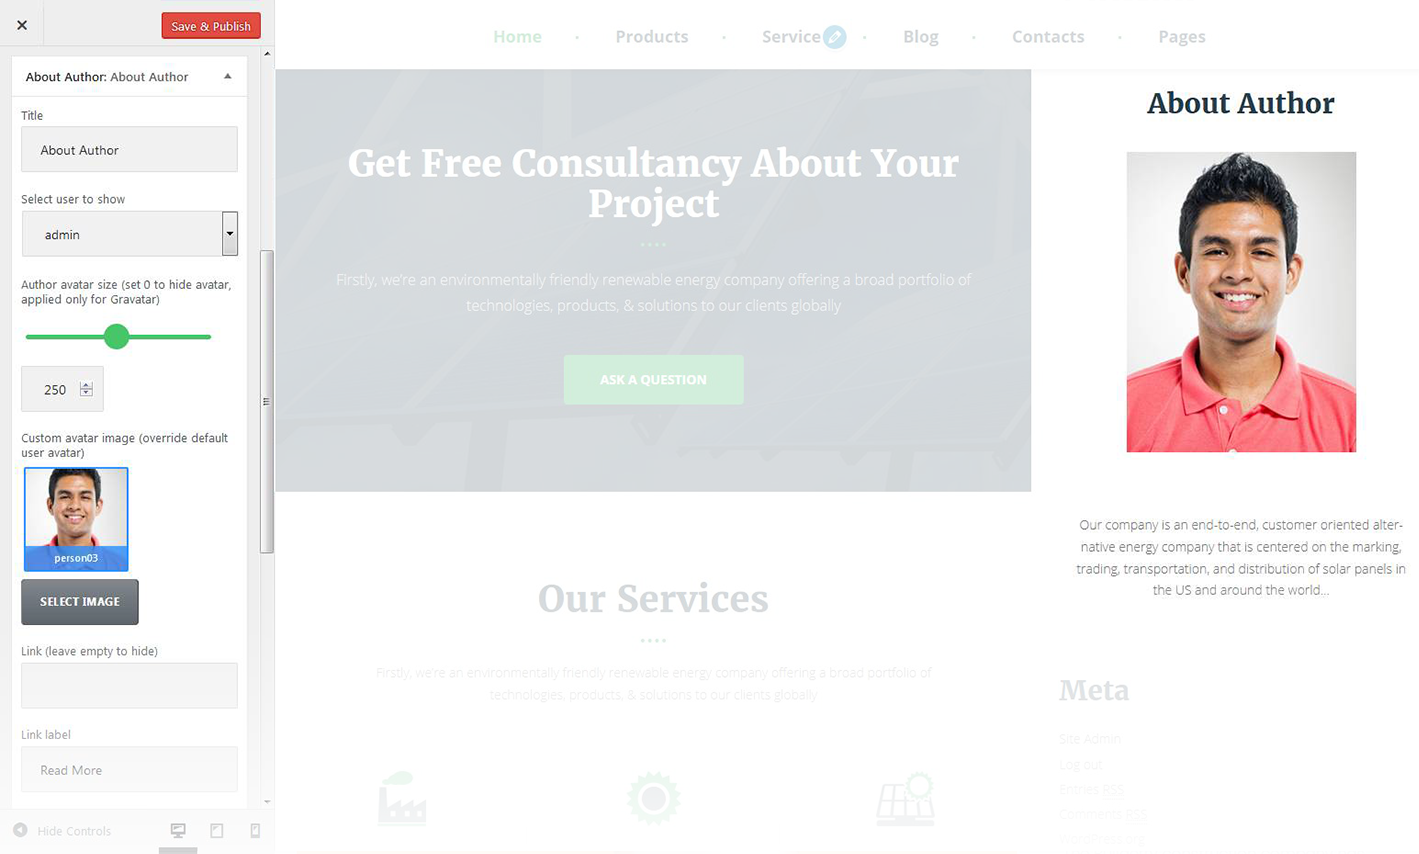 Save & Publish
About Author: About Author
Title
About Author
Select user to show
admin
Author avatar size (set 0 to hide avatar,
applied only for Gravatar)
250
Custom avatar image (override default
user avatar)
person03
SELECT IMAGE
Link (leave empty to hide)
Link label
Read More
Hide Controls
Home • Products • Service • Blog • Contacts • Pages
Get Free Consultancy About Your
Project
Firstly, we're an environmentally friendly renewable energy company offering a broad portfolio of
technologies, products, & solutions to our clients globally
ASK A QUESTION
Our Services
Firstly, we're an environmentally friendly renewable energy company offering a broad portfolio of
technologies, products, & solutions to our clients globally
About Author
Our company is an end-to-end, customer oriented alter-
native energy company that is centered on the marking,
trading, transportation, and distribution of solar panels in
the US and around the world...
Meta
Site Admin
Log out
Entries RSS
Comments RSS
WordPress.org